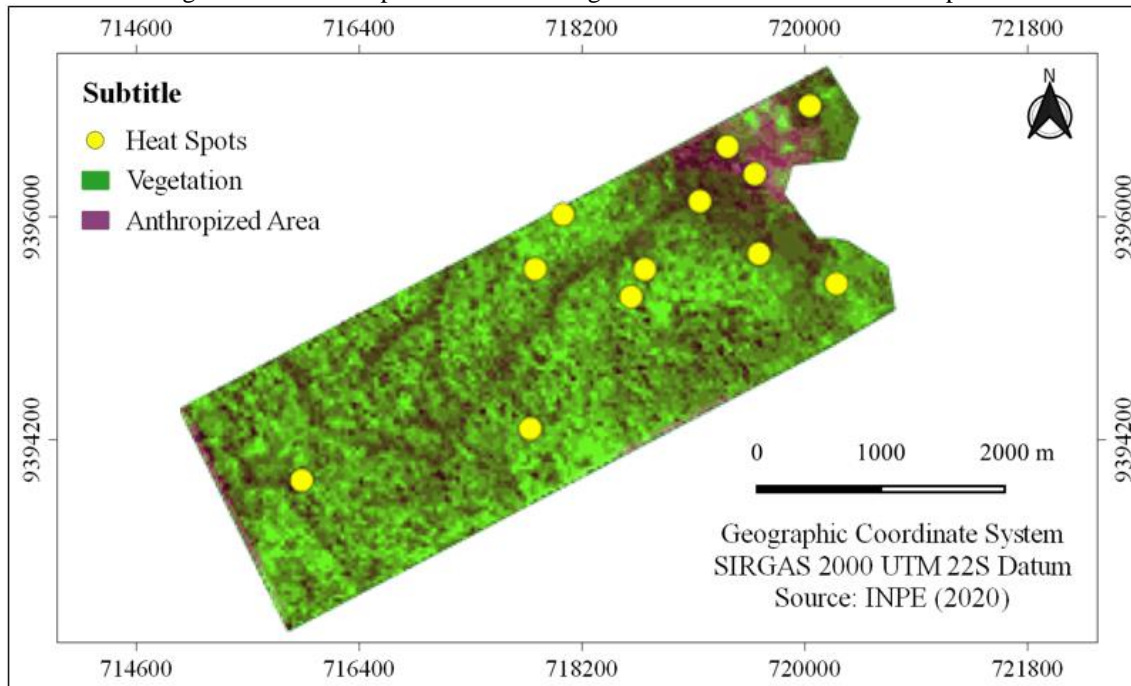 714600 716400 718200 720000 721800
Subtitle
Heat Spots
Vegetation
Anthropized Area
N
9396000 9396000
9394200 9394200
0 1000 2000 m
Geographic Coordinate System
SIRGAS 2000 UTM 22S Datum
Source: INPE (2020)
714600 716400 718200 720000 721800